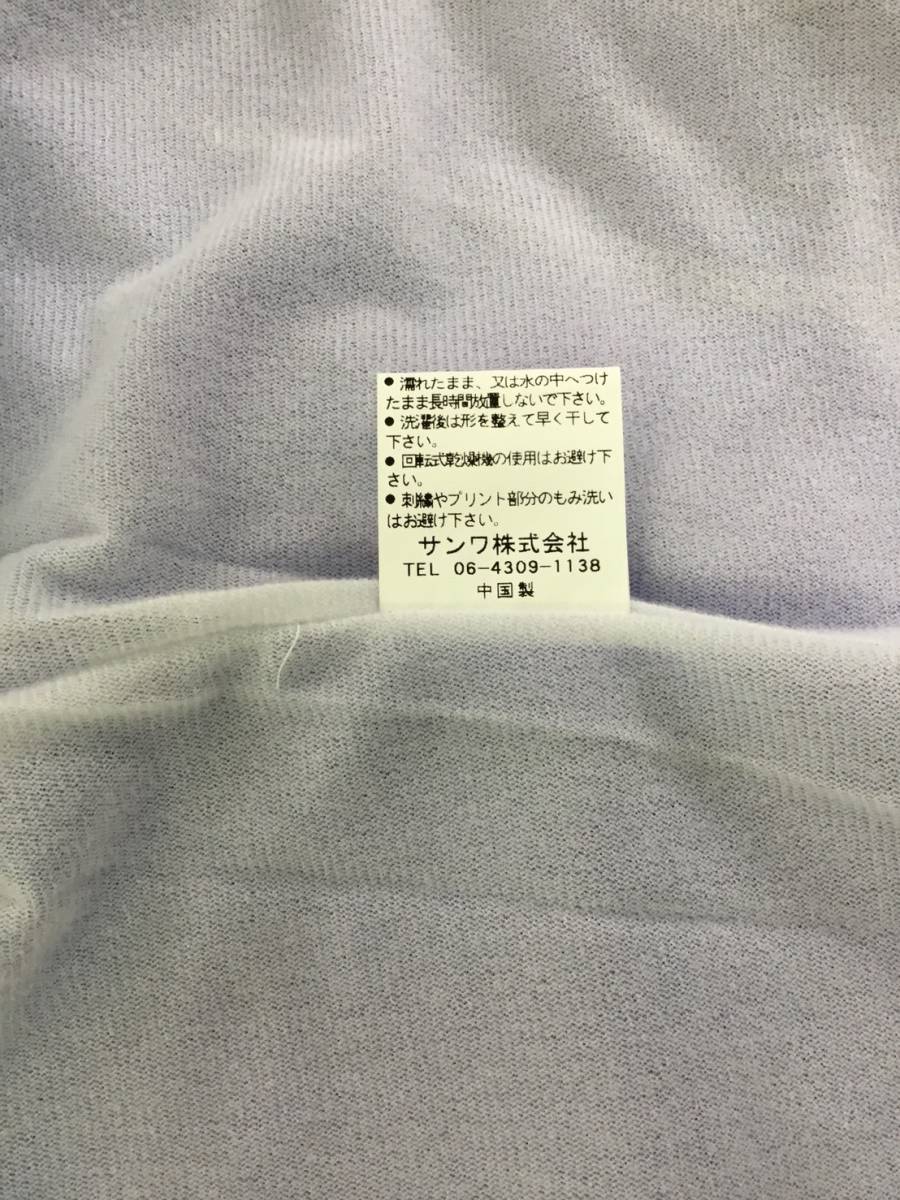 ● 濡れたまま、又は水の中へつけ
たまま長時間放置しないで下さい。
● 洗濯後は形を整えて早く干して
下さい。
● 回転式乾燥機の使用はお避け下
さい。
● 刺繍やプリント部分のもみ洗い
はお避け下さい。
サンワ株式会社
TEL 06-4309-1138
中国製